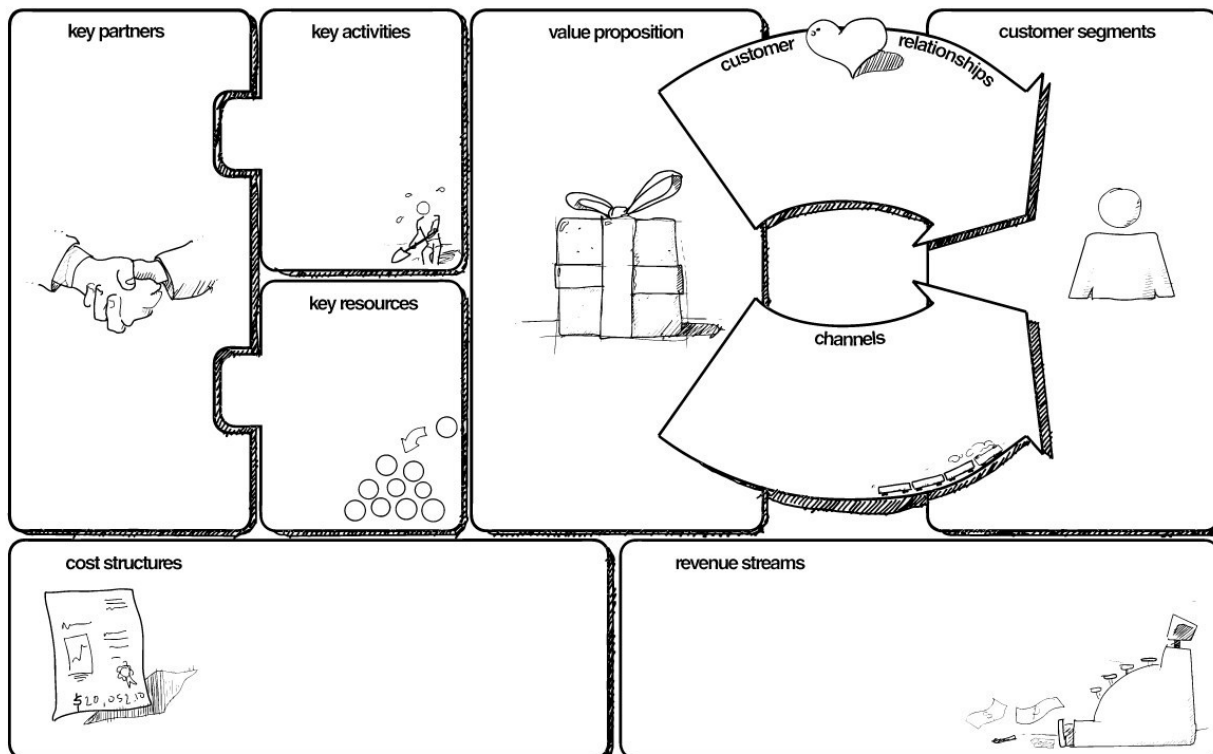 key partners
key activities
value proposition
customer relationships
customer segments
key resources
channels
cost structures
$20,052.10
revenue streams